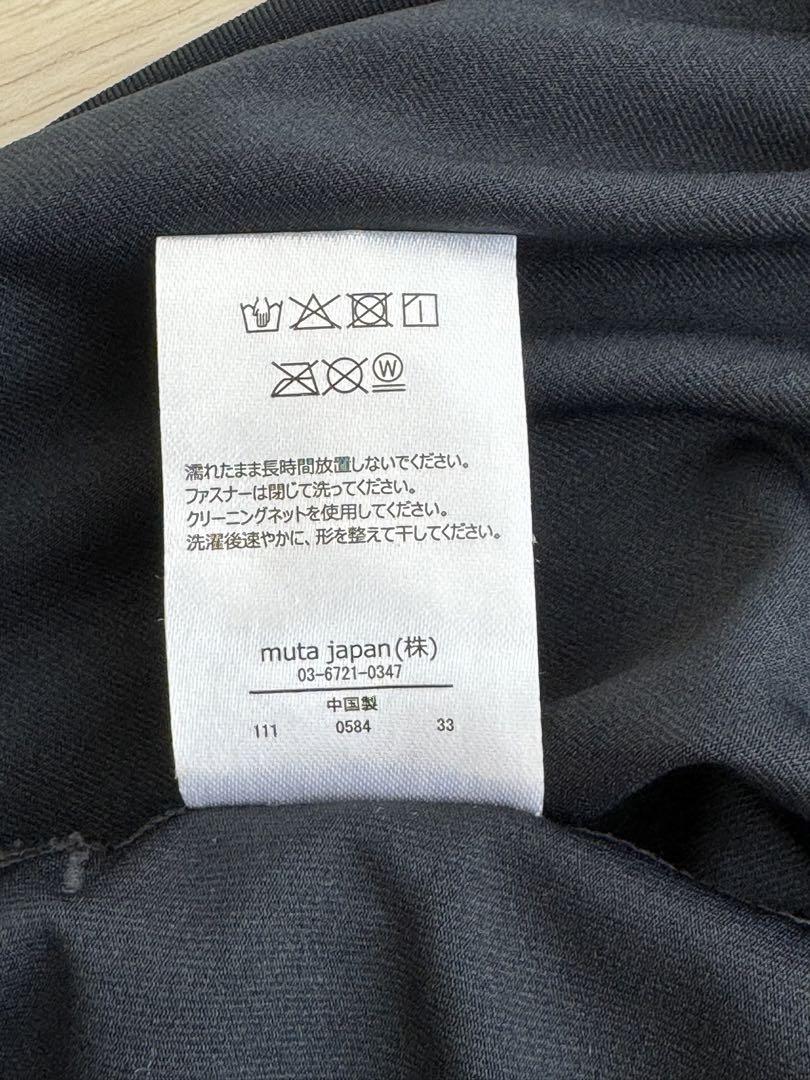 W
濡れたまま長時間放置しないでください。
ファスナーは閉じて洗ってください。
クリーニングネットを使用してください。
洗濯後速やかに、形を整えて干してください。
muta japan(株)
03-6721-0347
中国製
111 0584 33